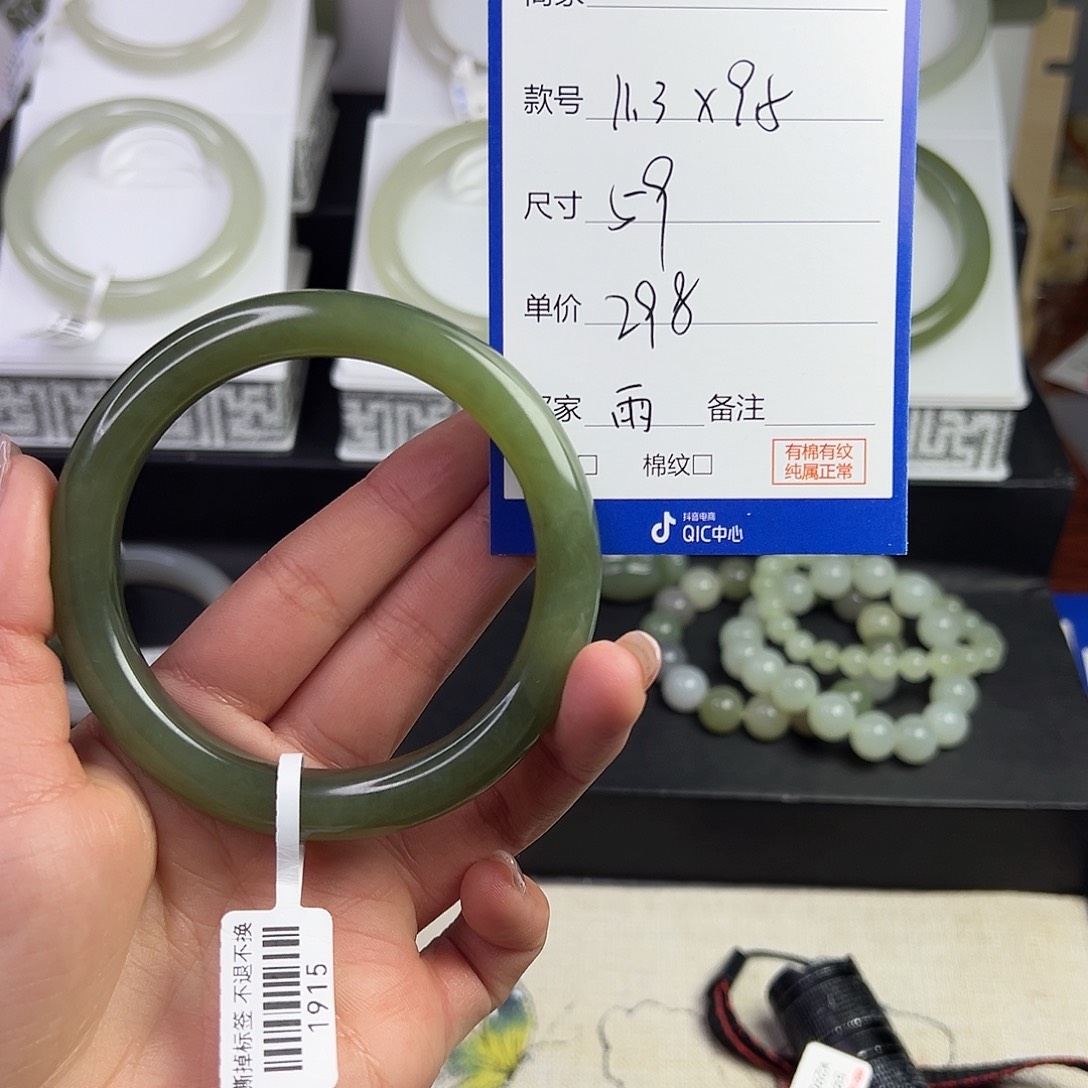 款号 11.3 x 9.8
尺寸 59
单价 298
家 雨 备注
棉纹□
有棉有纹
纯属正常
抖音电商
QIC中心
撕掉标签 不退不换
1915